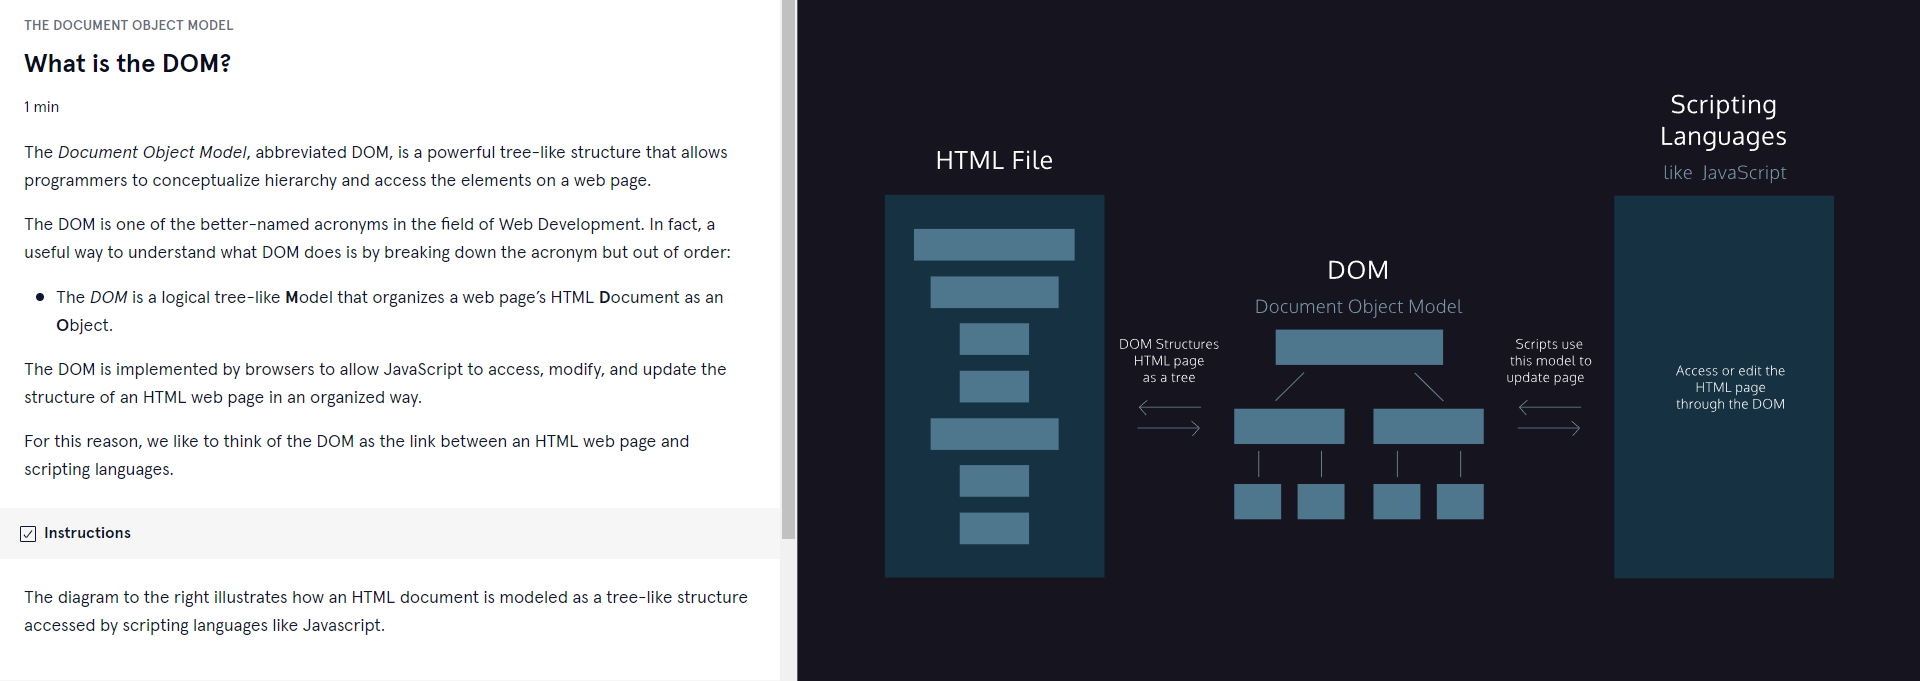 THE DOCUMENT OBJECT MODEL
What is the DOM?
1 min
The Document Object Model, abbreviated DOM, is a powerful tree-like structure that allows
programmers to conceptualize hierarchy and access the elements on a web page.
The DOM is one of the better-named acronyms in the field of Web Development. In fact, a
useful way to understand what DOM does is by breaking down the acronym but out of order:
The DOM is a logical tree-like Model that organizes a web page’s HTML Document as an
Object.
The DOM is implemented by browsers to allow JavaScript to access, modify, and update the
structure of an HTML web page in an organized way.
For this reason, we like to think of the DOM as the link between an HTML web page and
scripting languages.
Instructions
The diagram to the right illustrates how an HTML document is modeled as a tree-like structure
accessed by scripting languages like Javascript.
HTML File
DOM Structures
HTML page
as a tree
DOM
Document Object Model
Scripts use
this model to
update page
Scripting
Languages
like JavaScript
Access or edit the
HTML page
through the DOM